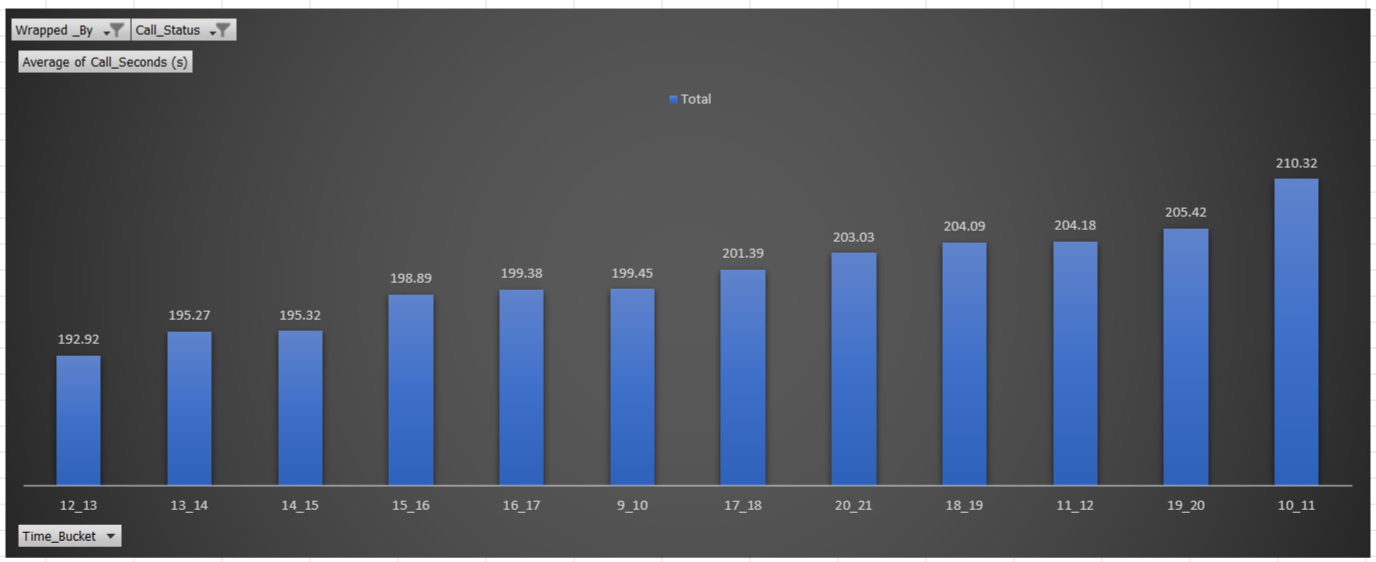 Wrapped _By Call_Status
Average of Call_Seconds (s)
Total
192.92 195.27 195.32 198.89 199.38 199.45 201.39 203.03 204.09 204.18 205.42 210.32
12_13 13_14 14_15 15_16 16_17 9_10 17_18 20_21 18_19 11_12 19_20 10_11
Time_Bucket